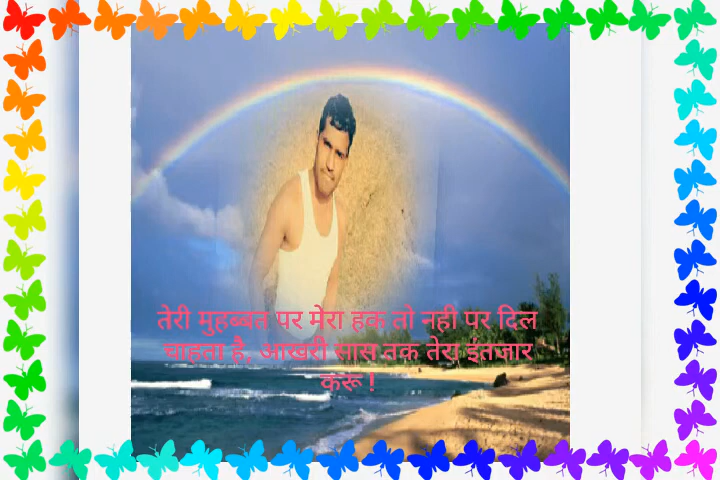 तेरी मुहब्बत पर मेरा हक तो नही पर दिल
चाहता है, आखरी सास तक तेरा इंतजार
करू !